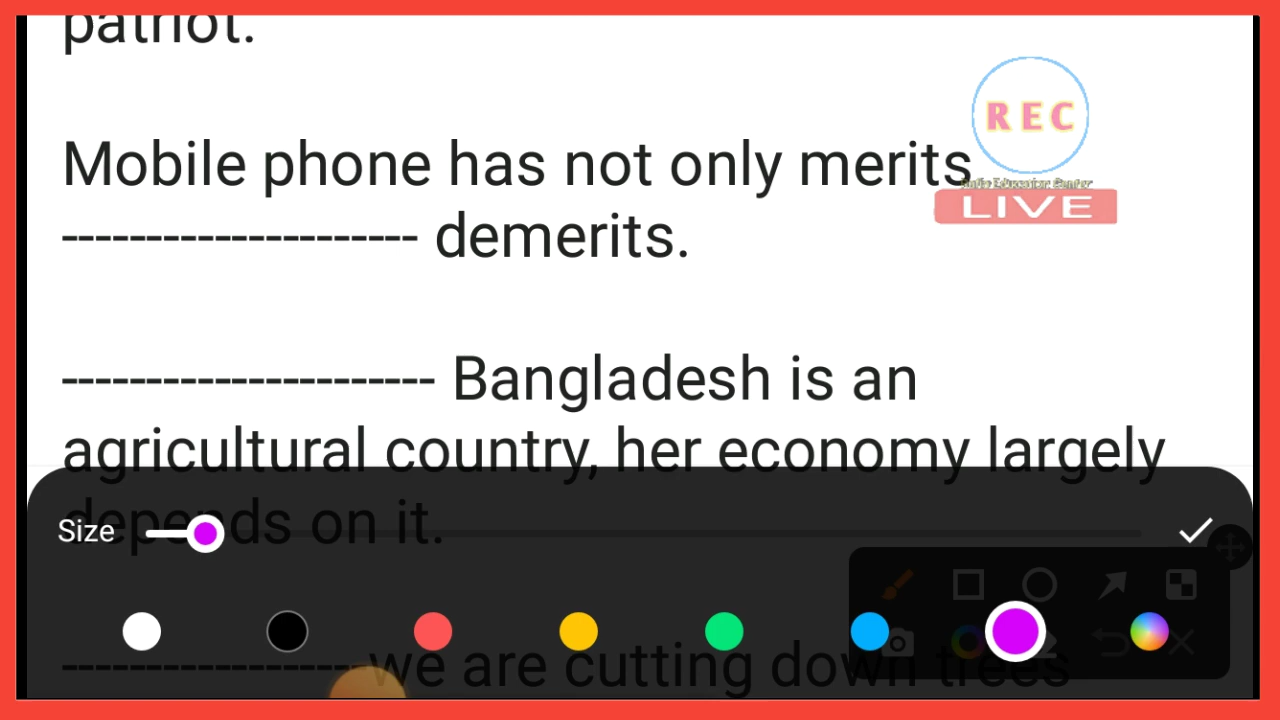 patriot.
R E C
Mobile phone has not only merits
LIVE
--------------------- demerits.
---------------------- Bangladesh is an
agricultural country, her economy largely
depends on it.
Size
------------------we are cutting down trees